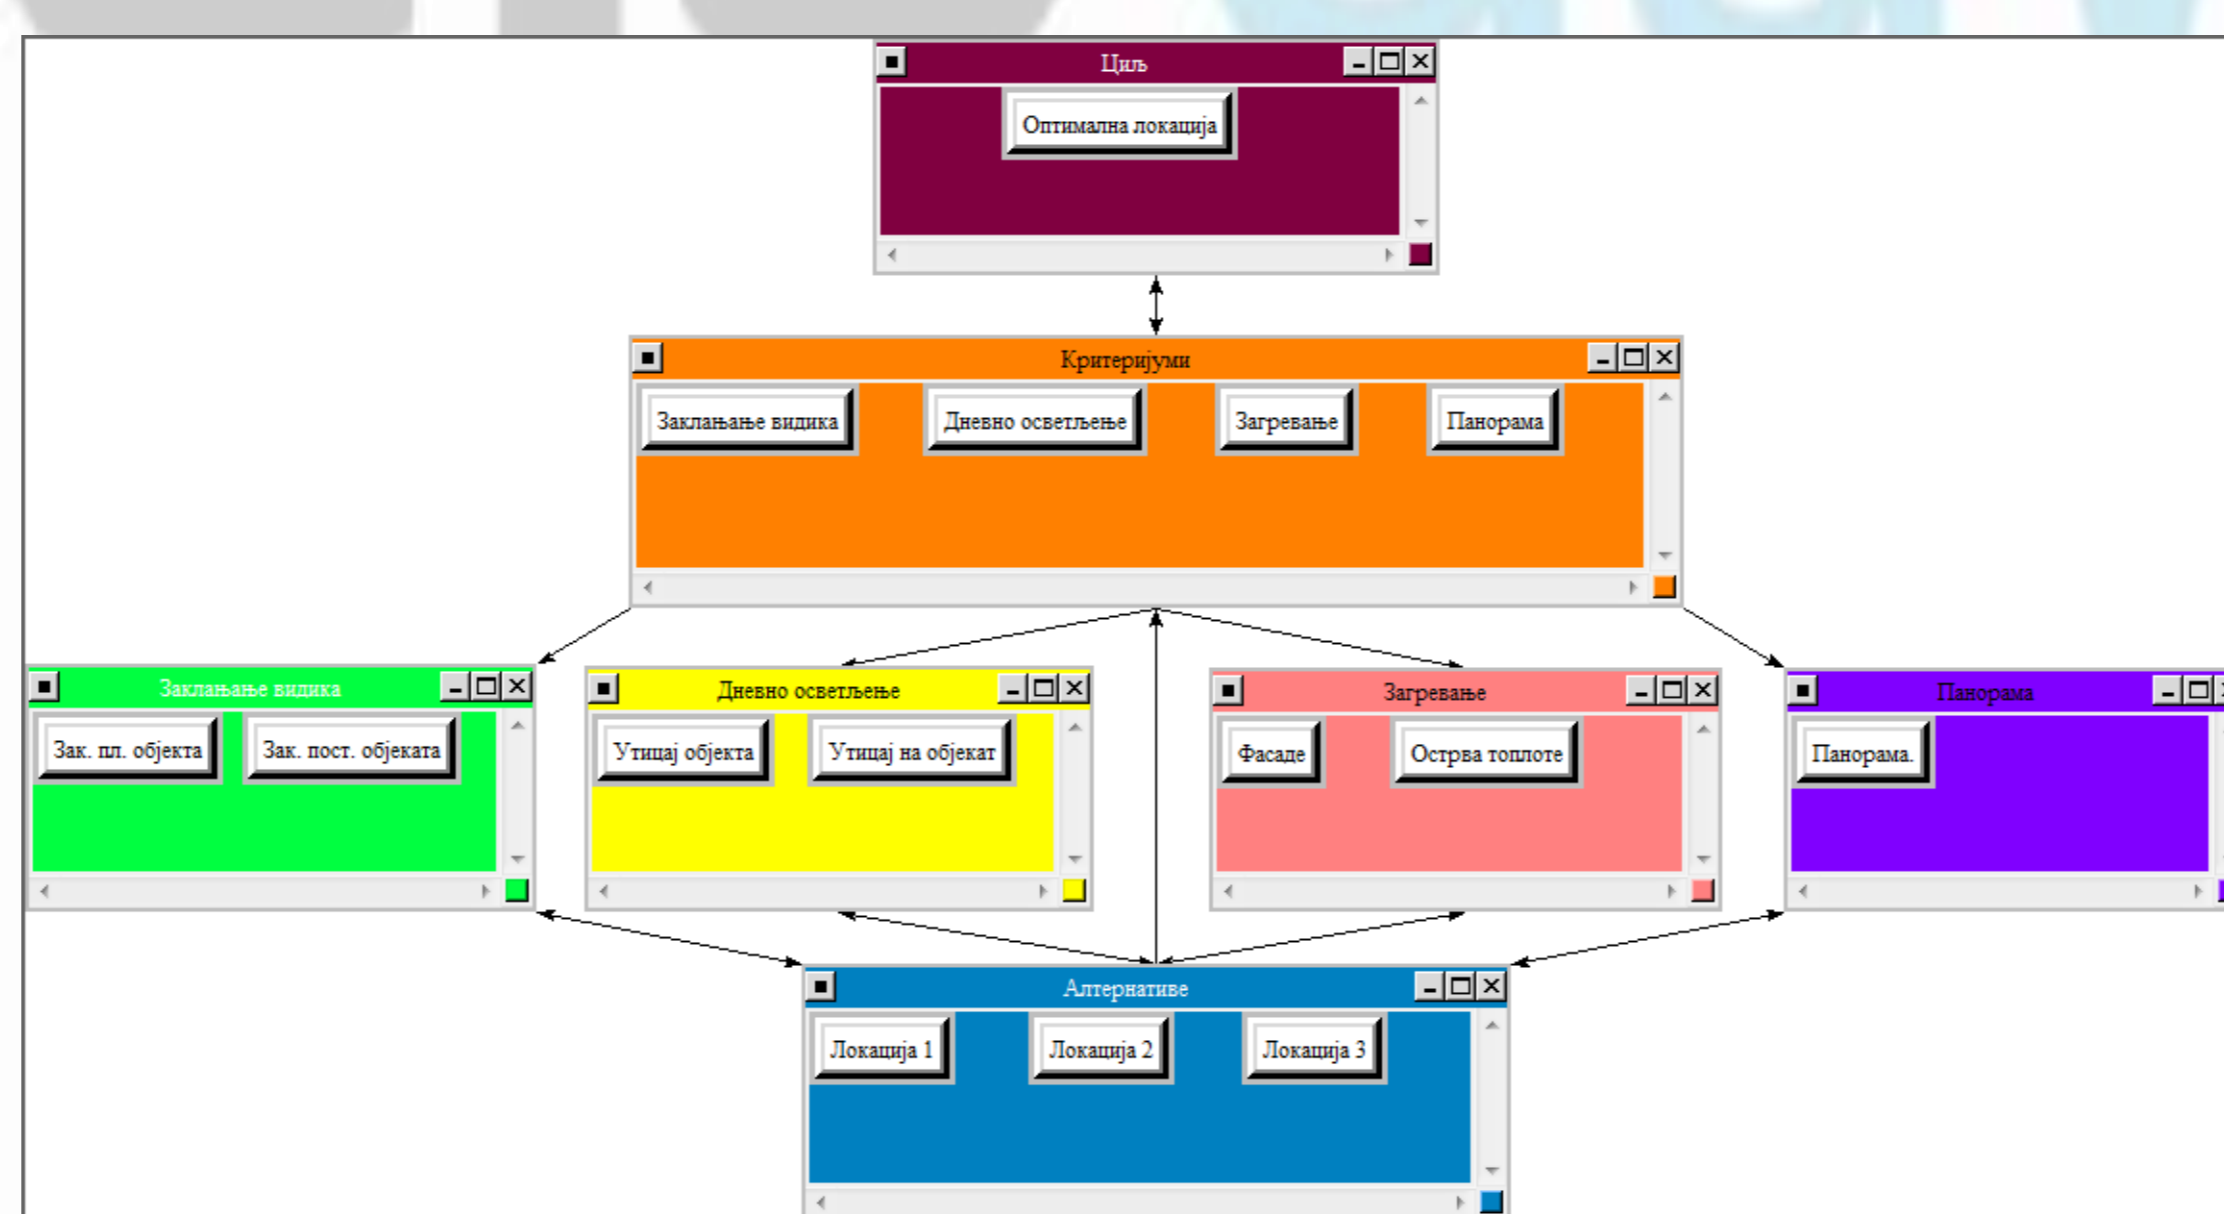 Циљ
Оптимална локација
Критеријуми
Заклањање видика Дневно осветљење Загревање Панорама
Заклањање видика Дневно осветљење Загревање Панорама
Зак. пл. објекта Зак. пост. објеката Утицај објекта Утицај на објекат Фасаде Острва топлоте Панорама.
Алтернативе
Локација 1 Локација 2 Локација 3